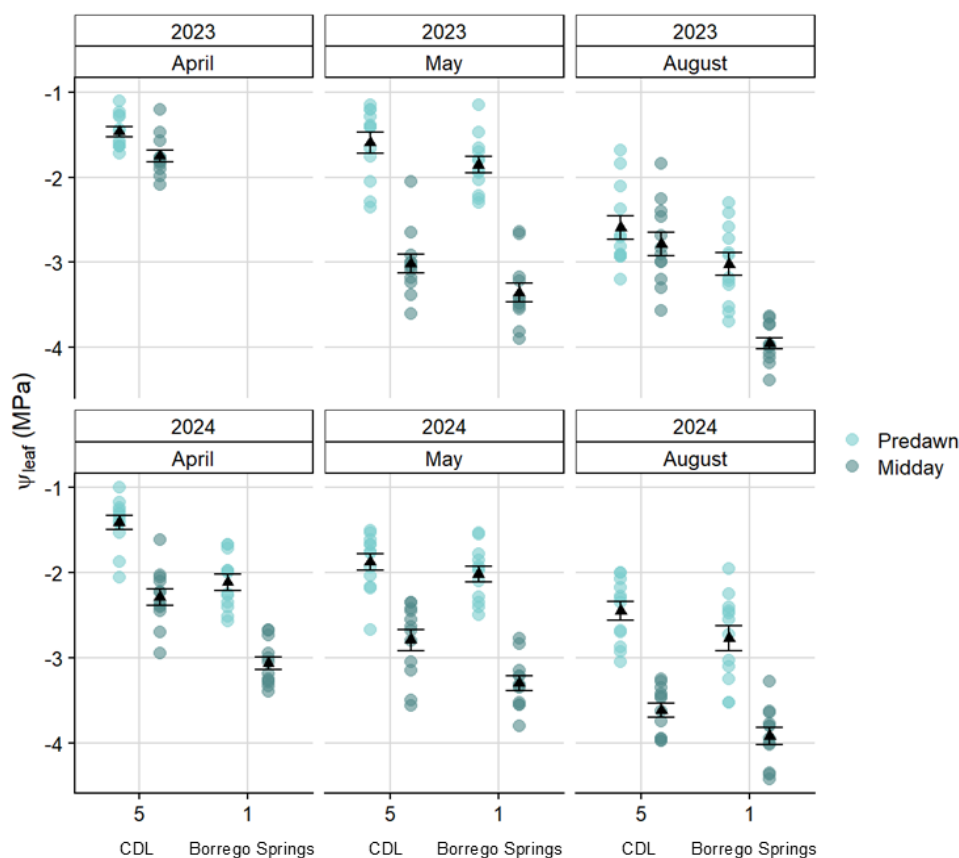 2023 2023 2023
April May August
-1
-2
-3
-4
2024 2024 2024
April May August
-1
-2
-3
-4
Ψleaf (MPa)
Predawn
Midday
5 1 5 1 5 1
CDL Borrego Springs CDL Borrego Springs CDL Borrego Springs